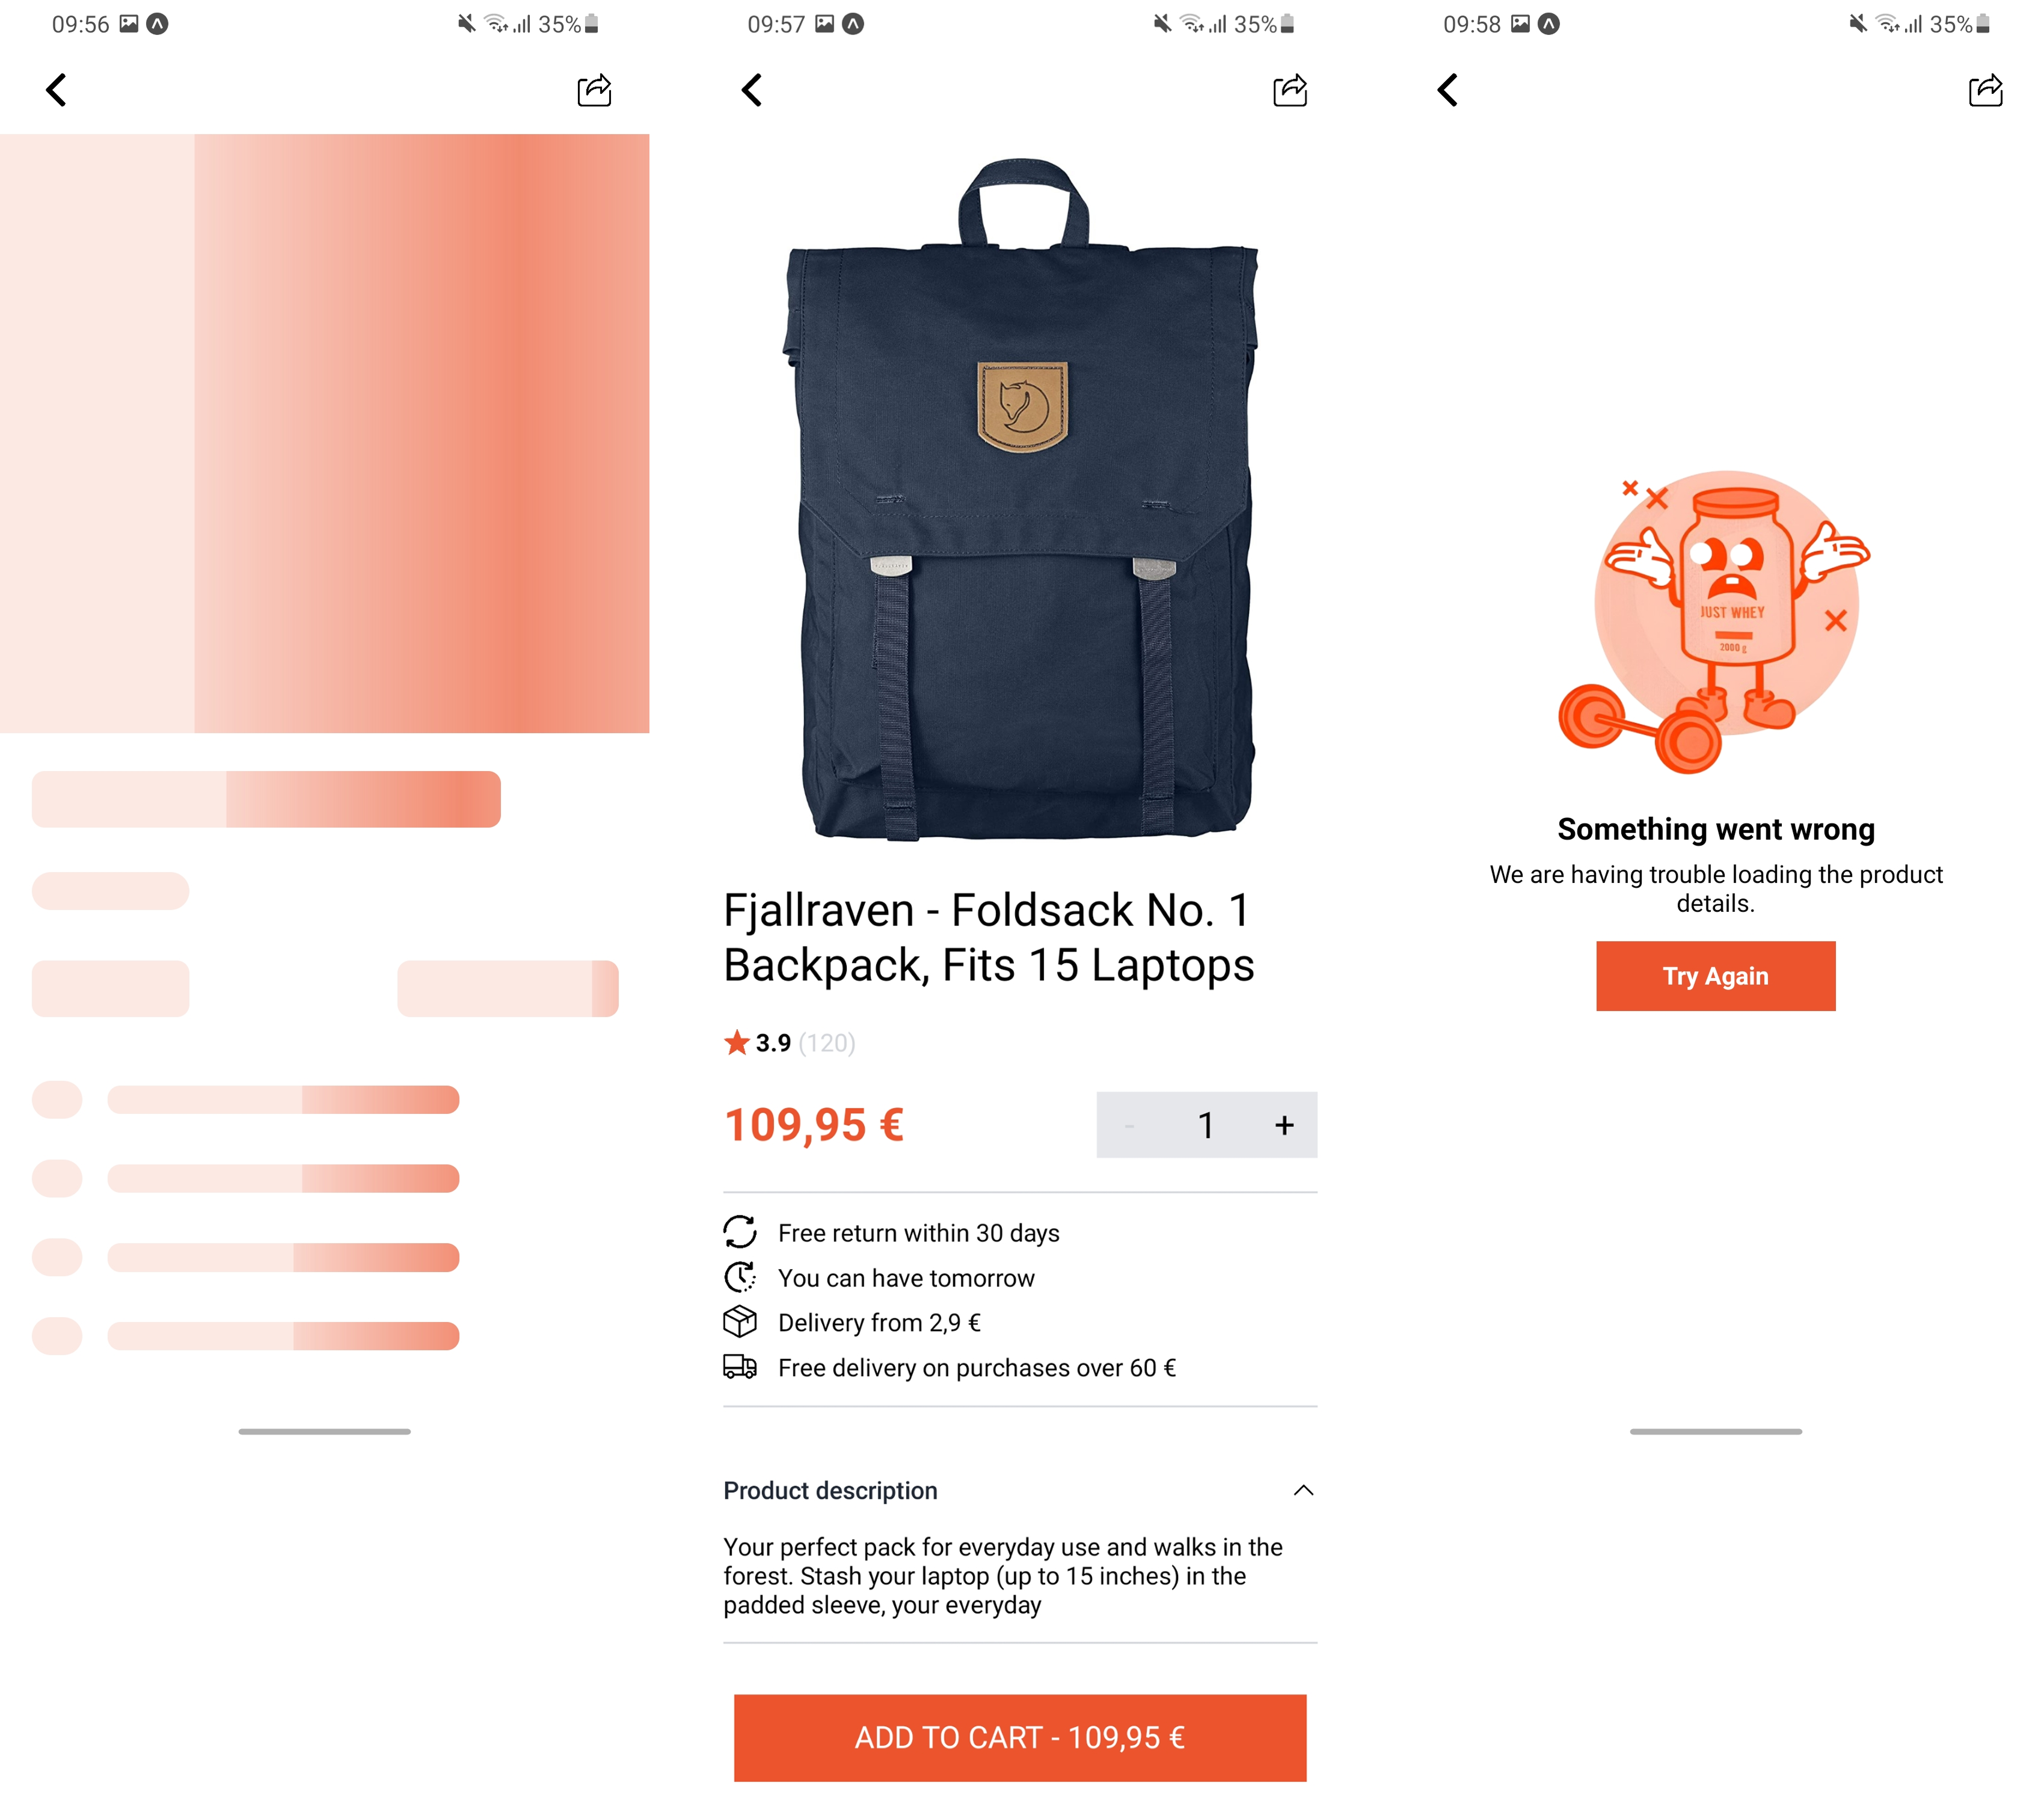 09:56
35%
09:57
35%
Fjallraven - Foldsack No. 1
Backpack, Fits 15 Laptops
3.9 (120)
109,95 €
- 1 +
Free return within 30 days
You can have tomorrow
Delivery from 2,9 €
Free delivery on purchases over 60 €
Product description
Your perfect pack for everyday use and walks in the
forest. Stash your laptop (up to 15 inches) in the
padded sleeve, your everyday
ADD TO CART - 109,95 €
09:58
35%
JUST WHEY
2000 g
Something went wrong
We are having trouble loading the product
details.
Try Again